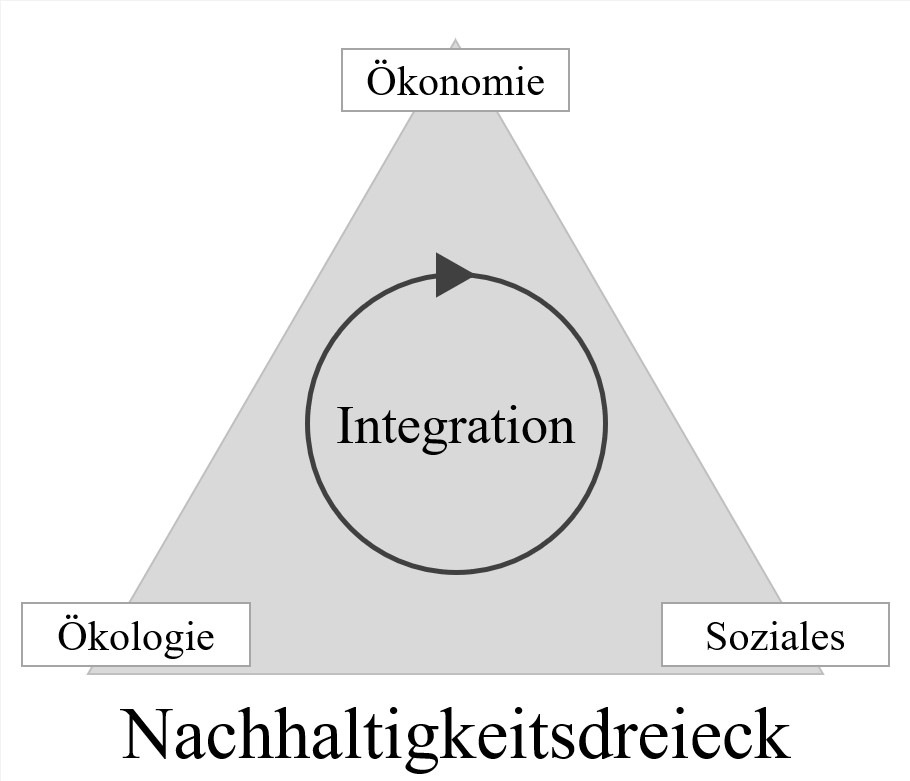 Ökonomie
Integration
Ökologie
Soziales
Nachhaltigkeitsdreieck